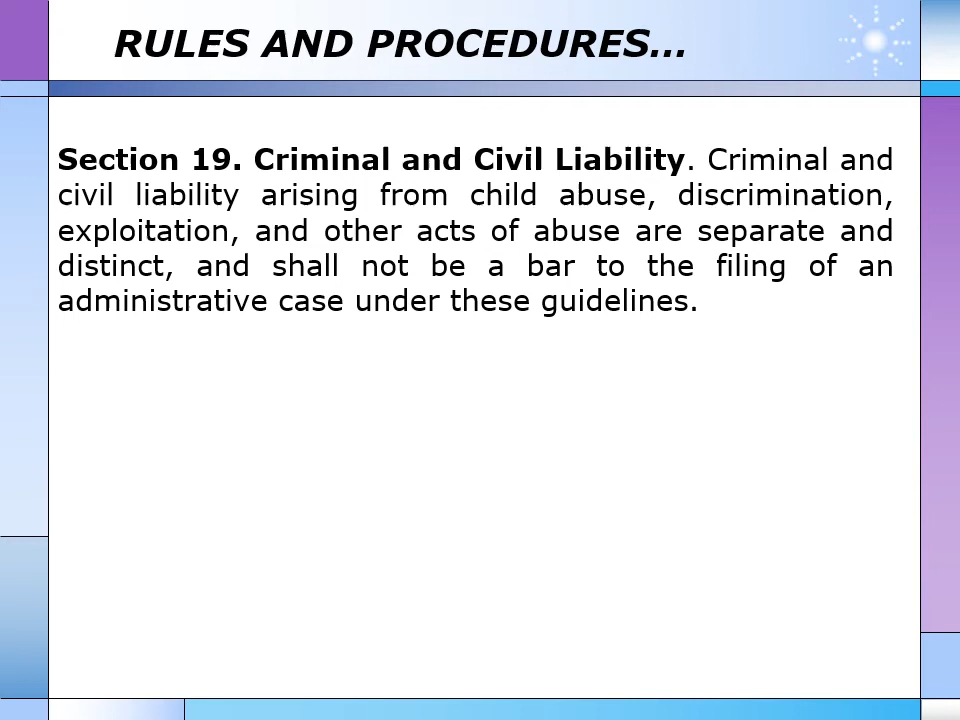 RULES AND PROCEDURES…
Section 19. Criminal and Civil Liability. Criminal and
civil liability arising from child abuse, discrimination,
exploitation, and other acts of abuse are separate and
distinct, and shall not be a bar to the filing of an
administrative case under these guidelines.